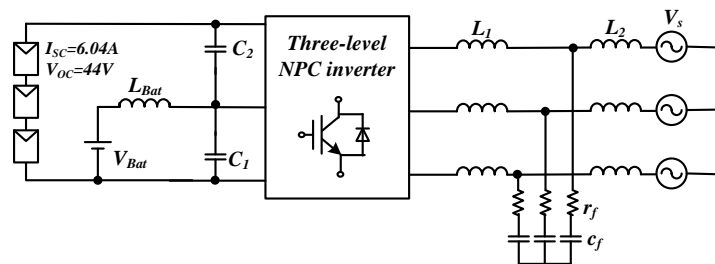 I_SC=6.04A
V_OC=44V
L_Bat
V_Bat
C_2
C_1
Three-level
NPC inverter
L_1
L_2
V_s
r_f
c_f